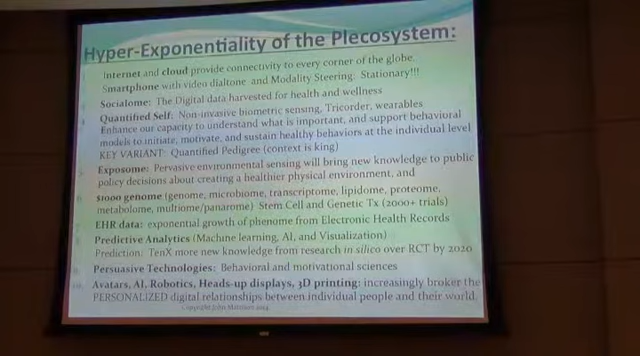 Hyper-Exponentiality of the Plecosystem:
Internet and cloud provide connectivity to every corner of the globe.
Smartphone with video dialtone and Modality Steering: Stationary!!!
Socialome: The Digital data harvested for health and wellness
Quantified Self: Non-invasive biometric sensing, Tricorder, wearables
Enhance our capacity to understand what is important, and support behavioral
models to initiate, motivate, and sustain healthy behaviors at the individual level
KEY VARIANT: Quantified Pedigree (context is king)
Exposome: Pervasive environmental sensing will bring new knowledge to public
policy decisions about creating a healthier physical environment, and
$1000 genome (genome, microbiome, transcriptome, lipidome, proteome,
metabolome, multiome/panarome) Stem Cell and Genetic Tx (2000+ trials)
EHR data: exponential growth of phenome from Electronic Health Records
Predictive Analytics (Machine learning, AI, and Visualization)
Prediction: TenX more new knowledge from research in silico over RCT by 2020
Persuasive Technologies: Behavioral and motivational sciences
Avatars, AI, Robotics, Heads-up displays, 3D printing: increasingly broker the
PERSONALIZED digital relationships between individual people and their world.
Copyright John